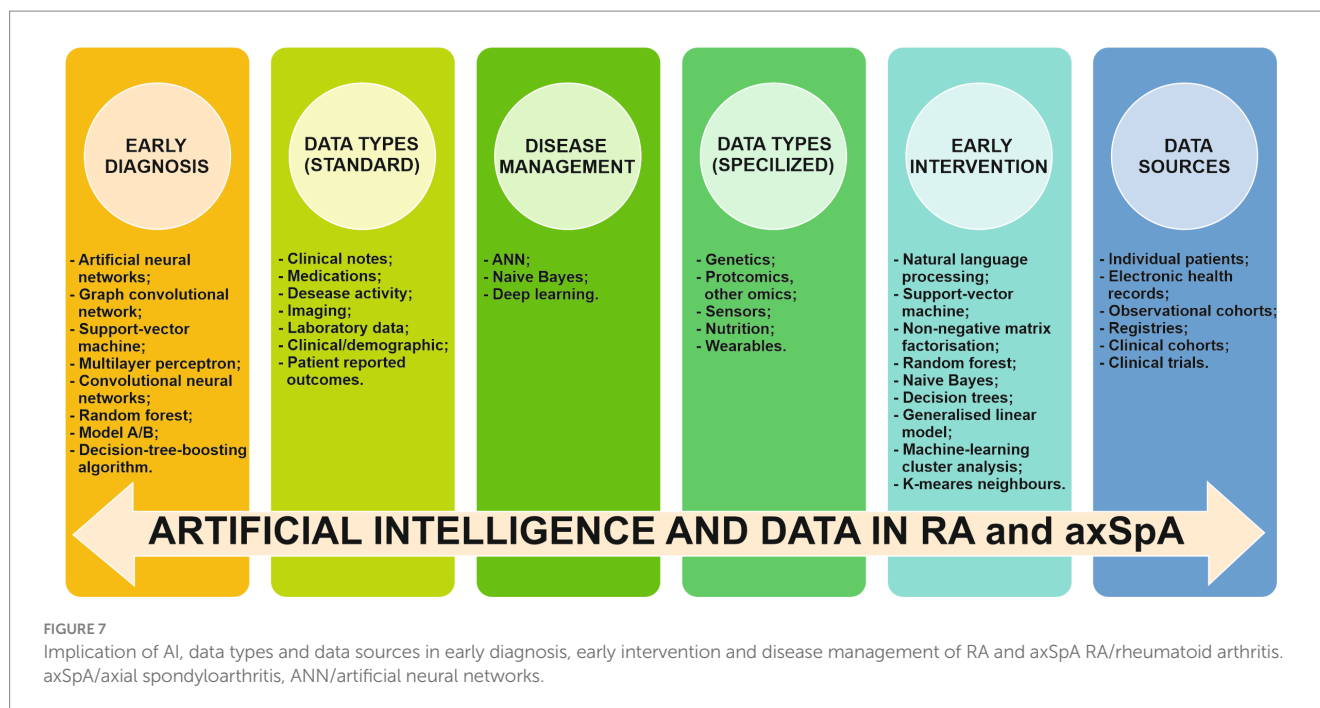 EARLY
DIAGNOSIS
- Artificial neural
networks;
- Graph convolutional
network;
- Support-vector
machine;
- Multilayer perceptron;
- Convolutional neural
networks;
- Random forest;
- Model A/B;
- Decision-tree-boosting
algorithm.
DATA TYPES
(STANDARD)
- Clinical notes;
- Medications;
- Desease activity;
- Imaging;
- Laboratory data;
- Clinical/demographic;
- Patient reported
outcomes.
DISEASE
MANAGEMENT
- ANN;
- Naive Bayes;
- Deep learning.
DATA TYPES
(SPECILIZED)
- Genetics;
- Protcomics,
other omics;
- Sensors;
- Nutrition;
- Wearables.
EARLY
INTERVENTION
- Natural language
processing;
- Support-vector
machine;
- Non-negative matrix
factorisation;
- Random forest;
- Naive Bayes;
- Decision trees;
- Generalised linear
model;
- Machine-learning
cluster analysis;
- K-meares neighbours.
DATA
SOURCES
- Individual patients;
- Electronic health
records;
- Observational cohorts;
- Registries;
- Clinical cohorts;
- Clinical trials.
ARTIFICIAL INTELLIGENCE AND DATA IN RA and axSpA
FIGURE 7
Implication of AI, data types and data sources in early diagnosis, early intervention and disease management of RA and axSpA RA/rheumatoid arthritis.
axSpA/axial spondyloarthritis, ANN/artificial neural networks.